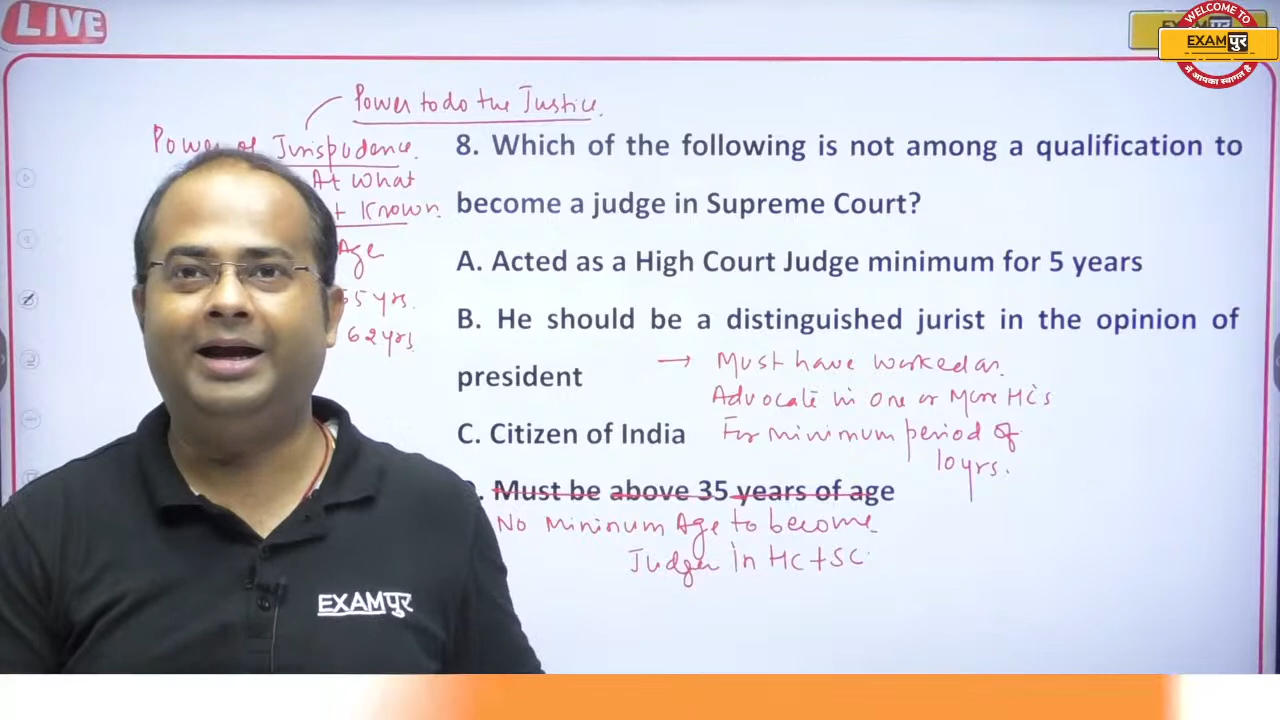 LIVE
WELCOME TO
EXAMपुर
में आपका स्वागत है
Power to do the Justice.
Power of Jurispudence.
At what
Known.
Age
65 yrs.
62 yrs.
8. Which of the following is not among a qualification to
become a judge in Supreme Court?
A. Acted as a High Court Judge minimum for 5 years
B. He should be a distinguished jurist in the opinion of
president
→ Must have worked as
Advocate in one or More HC's
For minimum period of
10 yrs.
C. Citizen of India
Must be above 35 years of age
No Minimum Age to become
Judge in HC + SC
EXAMपुर